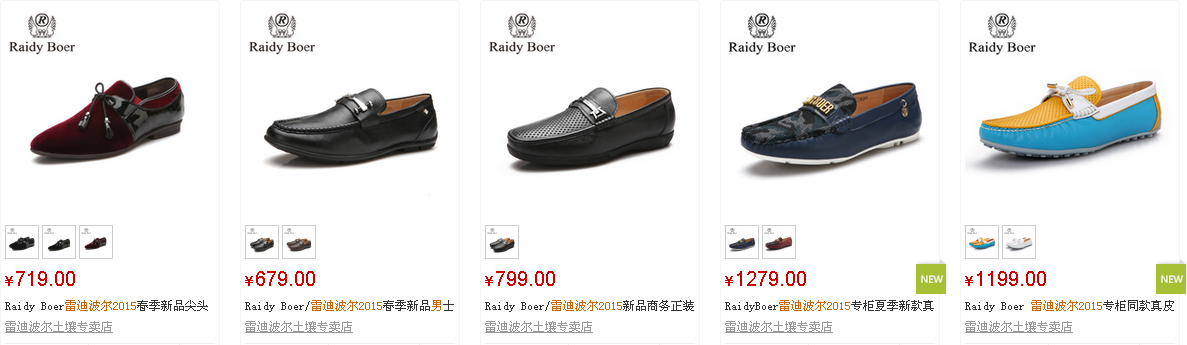 Raidy Boer
Raidy Boer
Raidy Boer
Raidy Boer
Raidy Boer
¥719.00
Raidy Boer雷迪波尔2015春季新品尖头
雷迪波尔土壤专卖店
¥679.00
Raidy Boer/雷迪波尔2015春季新品男士
雷迪波尔土壤专卖店
¥799.00
Raidy Boer/雷迪波尔2015新品商务正装
雷迪波尔土壤专卖店
¥1279.00
NEW
RaidyBoer雷迪波尔2015专柜夏季新款真
雷迪波尔土壤专卖店
¥1199.00
NEW
Raidy Boer 雷迪波尔2015专柜同款真皮
雷迪波尔土壤专卖店